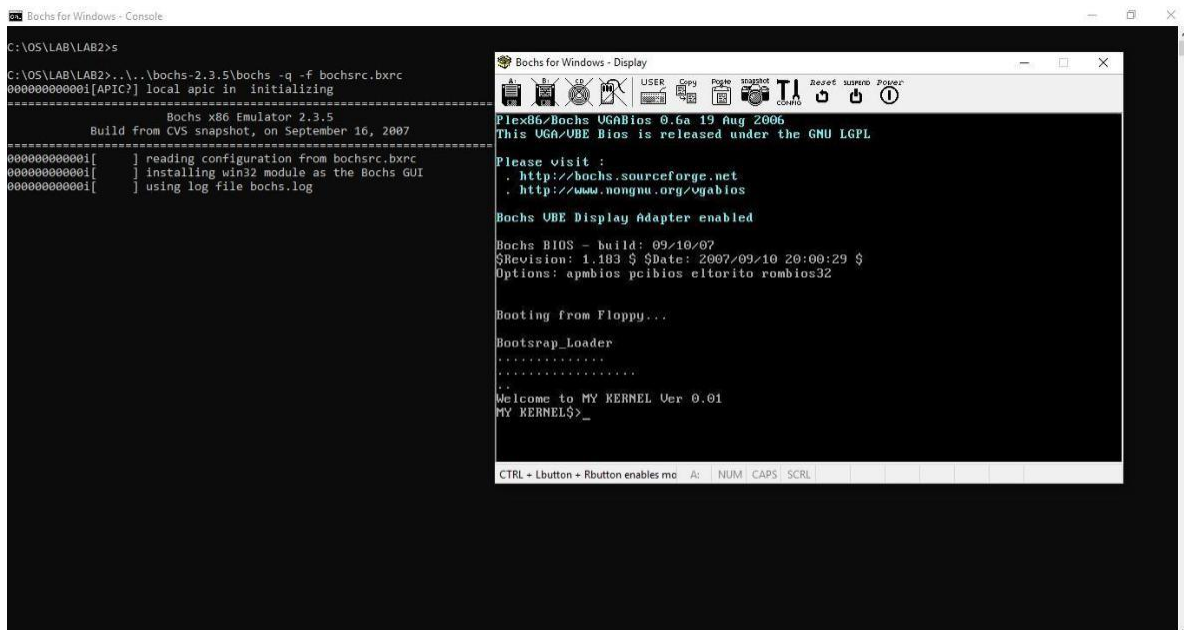 Bochs for Windows - Console
C:\OS\LAB\LAB2>s
C:\OS\LAB\LAB2>..\..\bochs-2.3.5\bochs -q -f bochsrc.bxrc
00000000000i[APIC?] local apic in  initializing
========================================================================
Bochs x86 Emulator 2.3.5
Build from CVS snapshot, on September 16, 2007
========================================================================
00000000000i[     ] reading configuration from bochsrc.bxrc
00000000000i[     ] installing win32 module as the Bochs GUI
00000000000i[     ] using log file bochs.log
Bochs for Windows - Display
A: B: CD USER Copy Paste snapshot CONFIG Reset SUSPEND Power
Plex86/Bochs VGABios 0.6a 19 Aug 2006
This VGA/VBE Bios is released under the GNU LGPL
Please visit :
. http://bochs.sourceforge.net
. http://www.nongnu.org/vgabios
Bochs VBE Display Adapter enabled
Bochs BIOS - build: 09/10/07
$Revision: 1.183 $ $Date: 2007/09/10 20:00:29 $
Options: apmbios pcibios eltorito rombios32
Booting from Floppy...
Bootsrap_Loader
..............
..................
..
Welcome to MY KERNEL Ver 0.01
MY KERNEL$>_
CTRL + Lbutton + Rbutton enables mo A: NUM CAPS SCRL